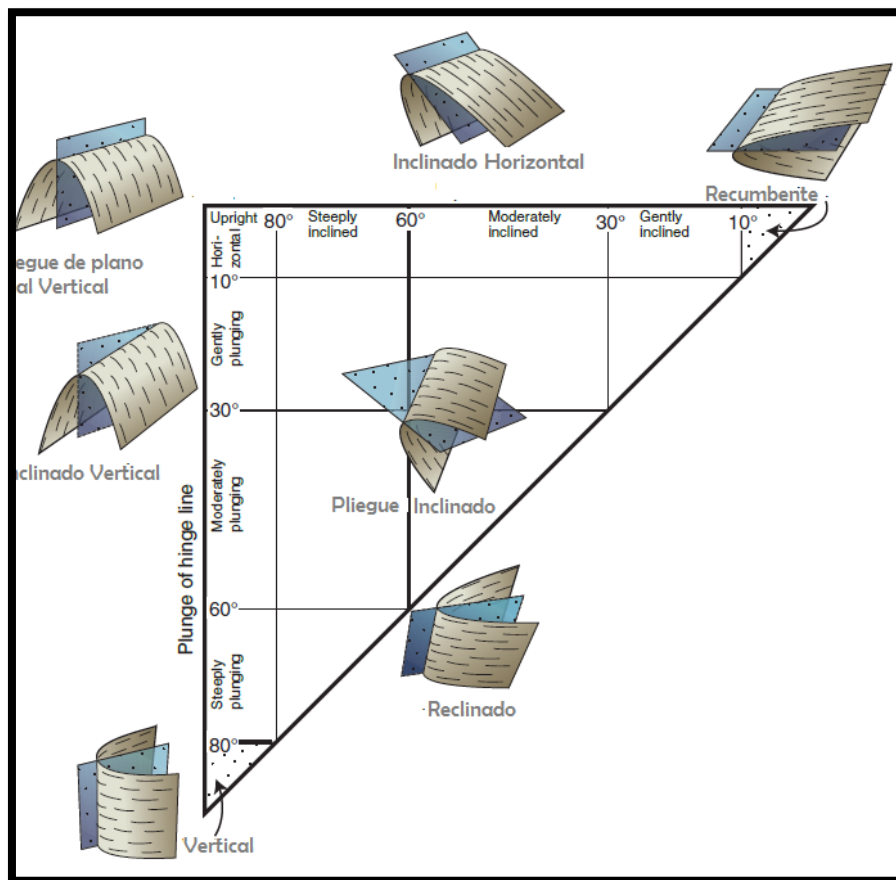 Inclinado Horizontal
Recumbente
egue de plano
al Vertical
Upright
80°
Steeply
inclined
60°
Moderately
inclined
30°
Gently
inclined
10°
Hori-
zontal
10°
Gently
plunging
30°
nclinado Vertical
Moderately
plunging
Pliegue Inclinado
Plunge of hinge line
60°
Steeply
plunging
Reclinado
80°
Vertical